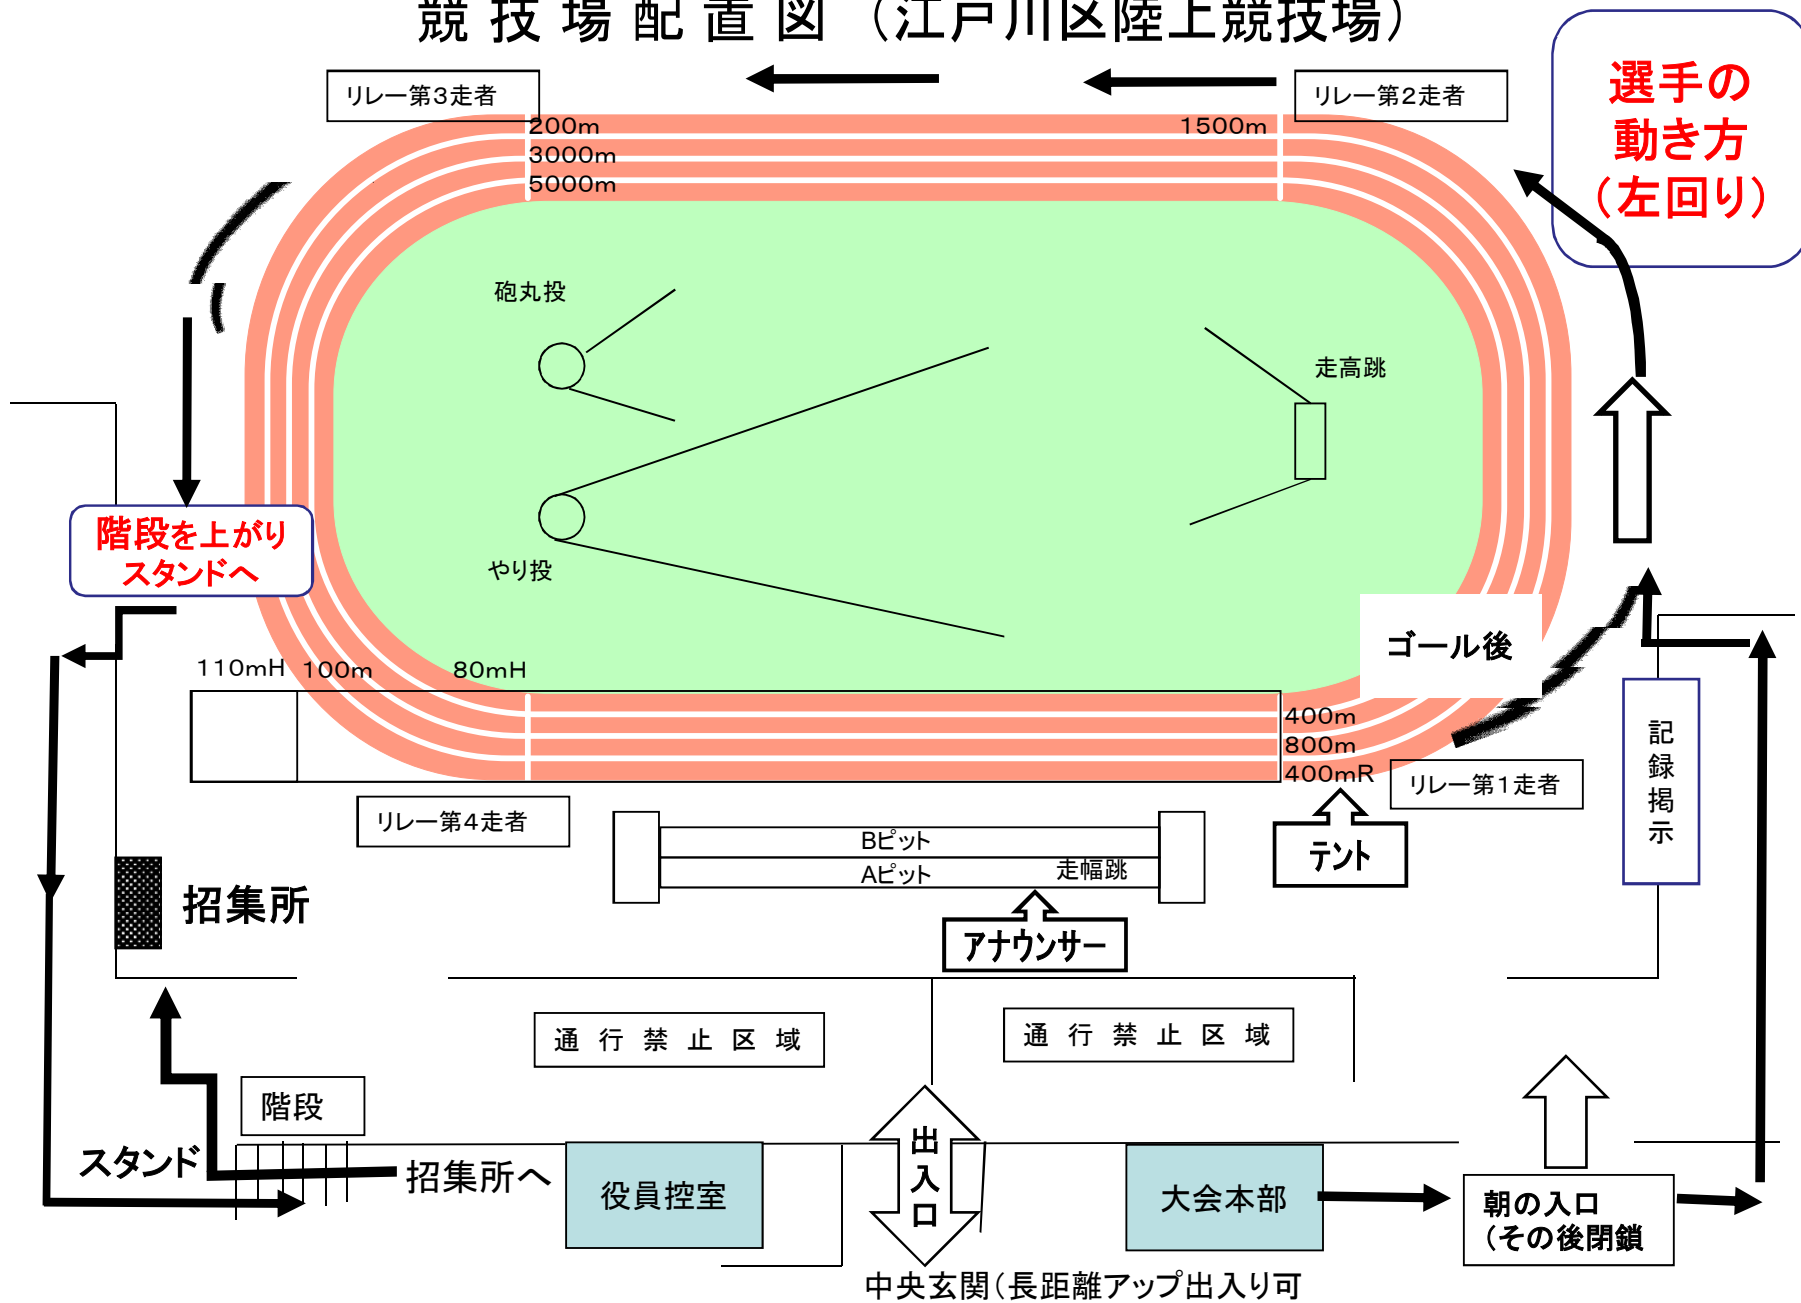 競技場配置図（江戸川区陸上競技場）
選手の
動き方
（左回り）
リレー第3走者
リレー第2走者
200m
1500m
3000m
5000m
砲丸投
走高跳
やり投
階段を上がり
スタンドへ
ゴール後
110mH
100m
80mH
400m
800m
400mR
リレー第1走者
記録掲示
リレー第4走者
Bピット
Aピット
走幅跳
テント
アナウンサー
招集所
通行禁止区域
通行禁止区域
階段
スタンド
招集所へ
役員控室
出入口
大会本部
朝の入口
（その後閉鎖
中央玄関（長距離アップ出入り可